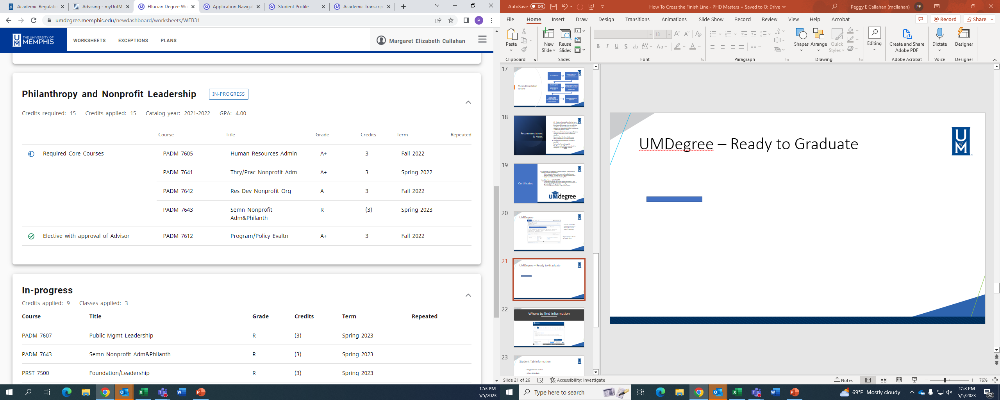 Academic Regulatio
Advising - myUofM
Ellucian Degree Wo
Application Navigat
Student Profile
Academic Transcrip
umdegree.memphis.edu/newdashboard/worksheets/WEB31
P
THE UNIVERSITY OF
MEMPHIS
WORKSHEETS
EXCEPTIONS
PLANS
Margaret Elizabeth Callahan
Philanthropy and Nonprofit Leadership
IN-PROGRESS
Credits required: 15 Credits applied: 15 Catalog year: 2021-2022 GPA: 4.00
Course Title Grade Credits Term Repeated
Required Core Courses PADM 7605 Human Resources Admin A+ 3 Fall 2022
PADM 7641 Thry/Prac Nonprofit Adm A+ 3 Spring 2022
PADM 7642 Res Dev Nonprofit Org A 3 Fall 2022
PADM 7643 Semn Nonprofit R (3) Spring 2023
Adm&Philanth
Elective with approval of Advisor PADM 7612 Program/Policy Evaltn A+ 3 Fall 2022
In-progress
Credits applied: 9 Classes applied: 3
Course Title Grade Credits Term Repeated
PADM 7607 Public Mgmt Leadership R (3) Spring 2023
PADM 7643 Semn Nonprofit Adm&Philanth R (3) Spring 2023
PRST 7500 Foundation/Leadership R (3) Spring 2023
1:53 PM
5/5/2023
AutoSave Off
How To Cross the Finish Line - PHD Masters • Saved to O: Drive
Peggy E Callahan (mcllahan) PE
File Home Insert Draw Design Transitions Animations Slide Show Record Review View Help Acrobat
Record
Share
Paste
Clipboard
New
Slide
Reuse
Slides
Slides
18
Font
Paragraph
Shapes
Arrange
Quick
Styles
Drawing
Editing
Create and Share
Adobe PDF
Adobe Acrobat
Dictate
Voice
Designer
Designer
17
Thesis/Dissertation
Review
18
Recommendations
& Notes
19
Certificates
UMdegree
20
UMDegree
21
UMDegree – Ready to Graduate
22
Where to find Information
23
Student Tab Information
Registration Status
Class Schedule
UMDegree – Ready to Graduate
U
of
M
Slide 21 of 26
Accessibility: Investigate
Notes
76%
Type here to search
69°F Mostly cloudy
1:53 PM
5/5/2023
32